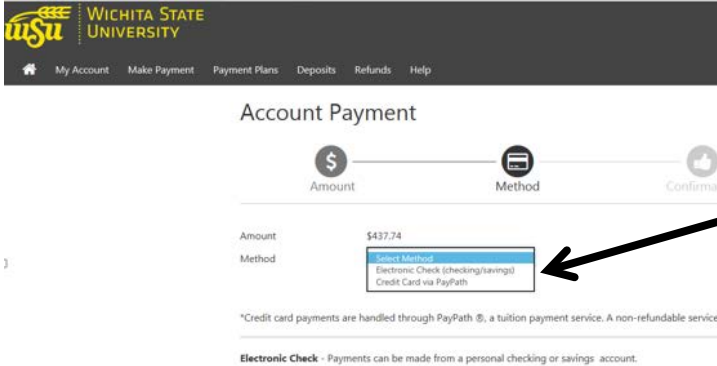 WICHITA STATE
UNIVERSITY
wsu
My Account Make Payment Payment Plans Deposits Refunds Help
Account Payment
$
Amount Method Confirma
Amount $437.74
Method Select Method
Electronic Check (checking/savings)
Credit Card via PayPath
*Credit card payments are handled through PayPath ®, a tuition payment service. A non-refundable service
Electronic Check - Payments can be made from a personal checking or savings account.